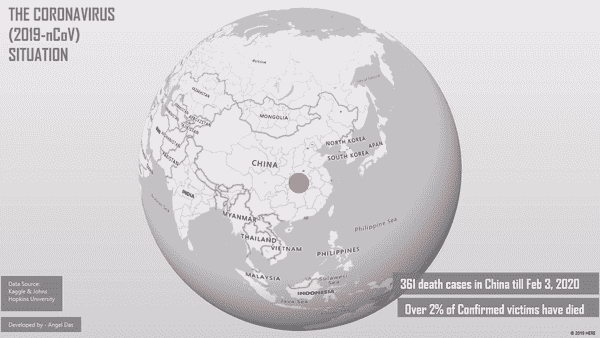 THE CORONAVIRUS
(2019-nCoV)
SITUATION
MONGOLIA
NORTH KOREA
JAPAN
SOUTH KOREA
CHINA
INDIA
MYANMAR
THAILAND
VIETNAM
Philippine Sea
PHILIPPINES
MALAYSIA
INDONESIA
Java Sea
361 death cases in China till Feb 3, 2020
Over 2% of Confirmed victims have died
Data Source:
Kaggle & Johns
Hopkins University
Developed by - Angel Das
© 2019 HERE